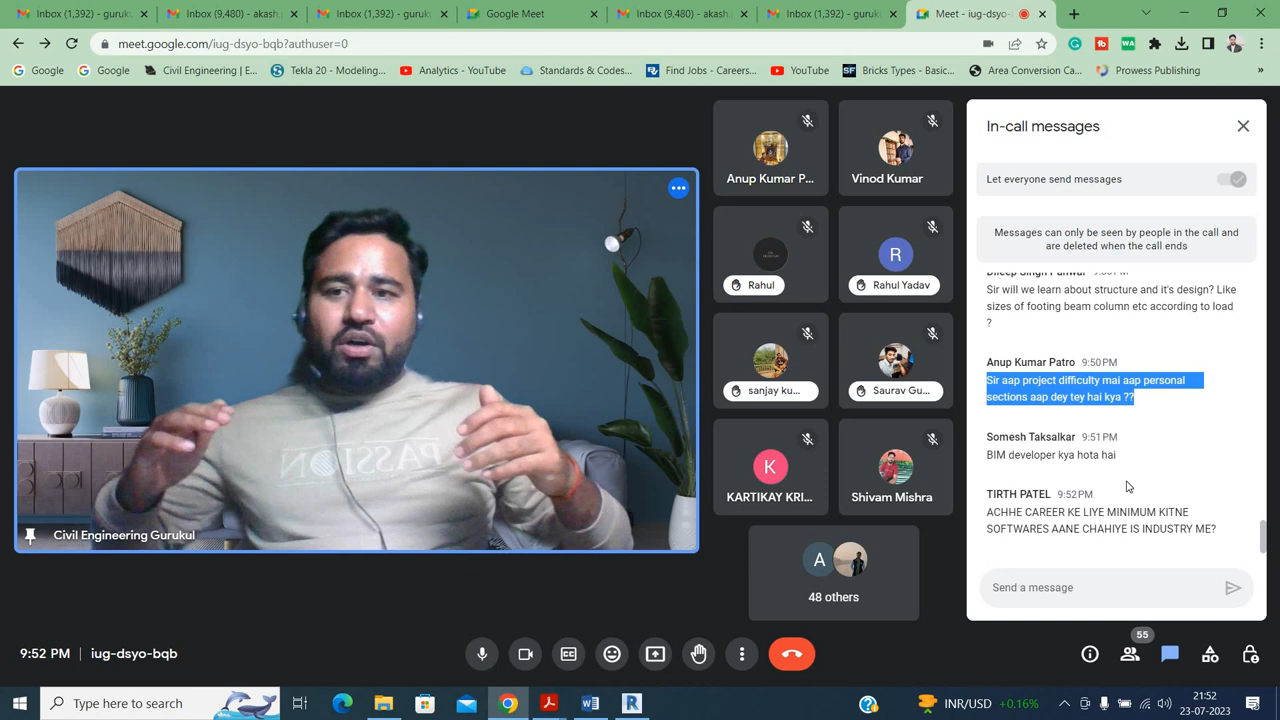 Inbox (1,392) - guruku
Inbox (9,480) - akash.
Inbox (1,392) - guruku
Google Meet
Inbox (9,480) - akash.p
Inbox (1,392) - guruku
Meet - iug-dsyo-
meet.google.com/iug-dsyo-bqb?authuser=0
Google
Google
Civil Engineering | E...
Tekla 20 - Modeling...
Analytics - YouTube
Standards & Codes...
Find Jobs - Careers...
YouTube
Bricks Types - Basic...
Area Conversion Ca...
Prowess Publishing
Civil Engineering Gurukul
Anup Kumar P...
Vinod Kumar
Rahul
R
Rahul Yadav
sanjay ku...
Saurav Gu...
K
KARTIKAY KRI...
Shivam Mishra
A
48 others
In-call messages
Let everyone send messages
Messages can only be seen by people in the call and
are deleted when the call ends
Sir will we learn about structure and it's design? Like
sizes of footing beam column etc according to load
?
Anup Kumar Patro 9:50 PM
Sir aap project difficulty mai aap personal
sections aap dey tey hai kya ??
Somesh Taksalkar 9:51 PM
BIM developer kya hota hai
TIRTH PATEL 9:52 PM
ACHHE CAREER KE LIYE MINIMUM KITNE
SOFTWARES AANE CHAHIYE IS INDUSTRY ME?
Send a message
9:52 PM | iug-dsyo-bqb
55
Type here to search
INR/USD +0.16%
21:52
23-07-2023